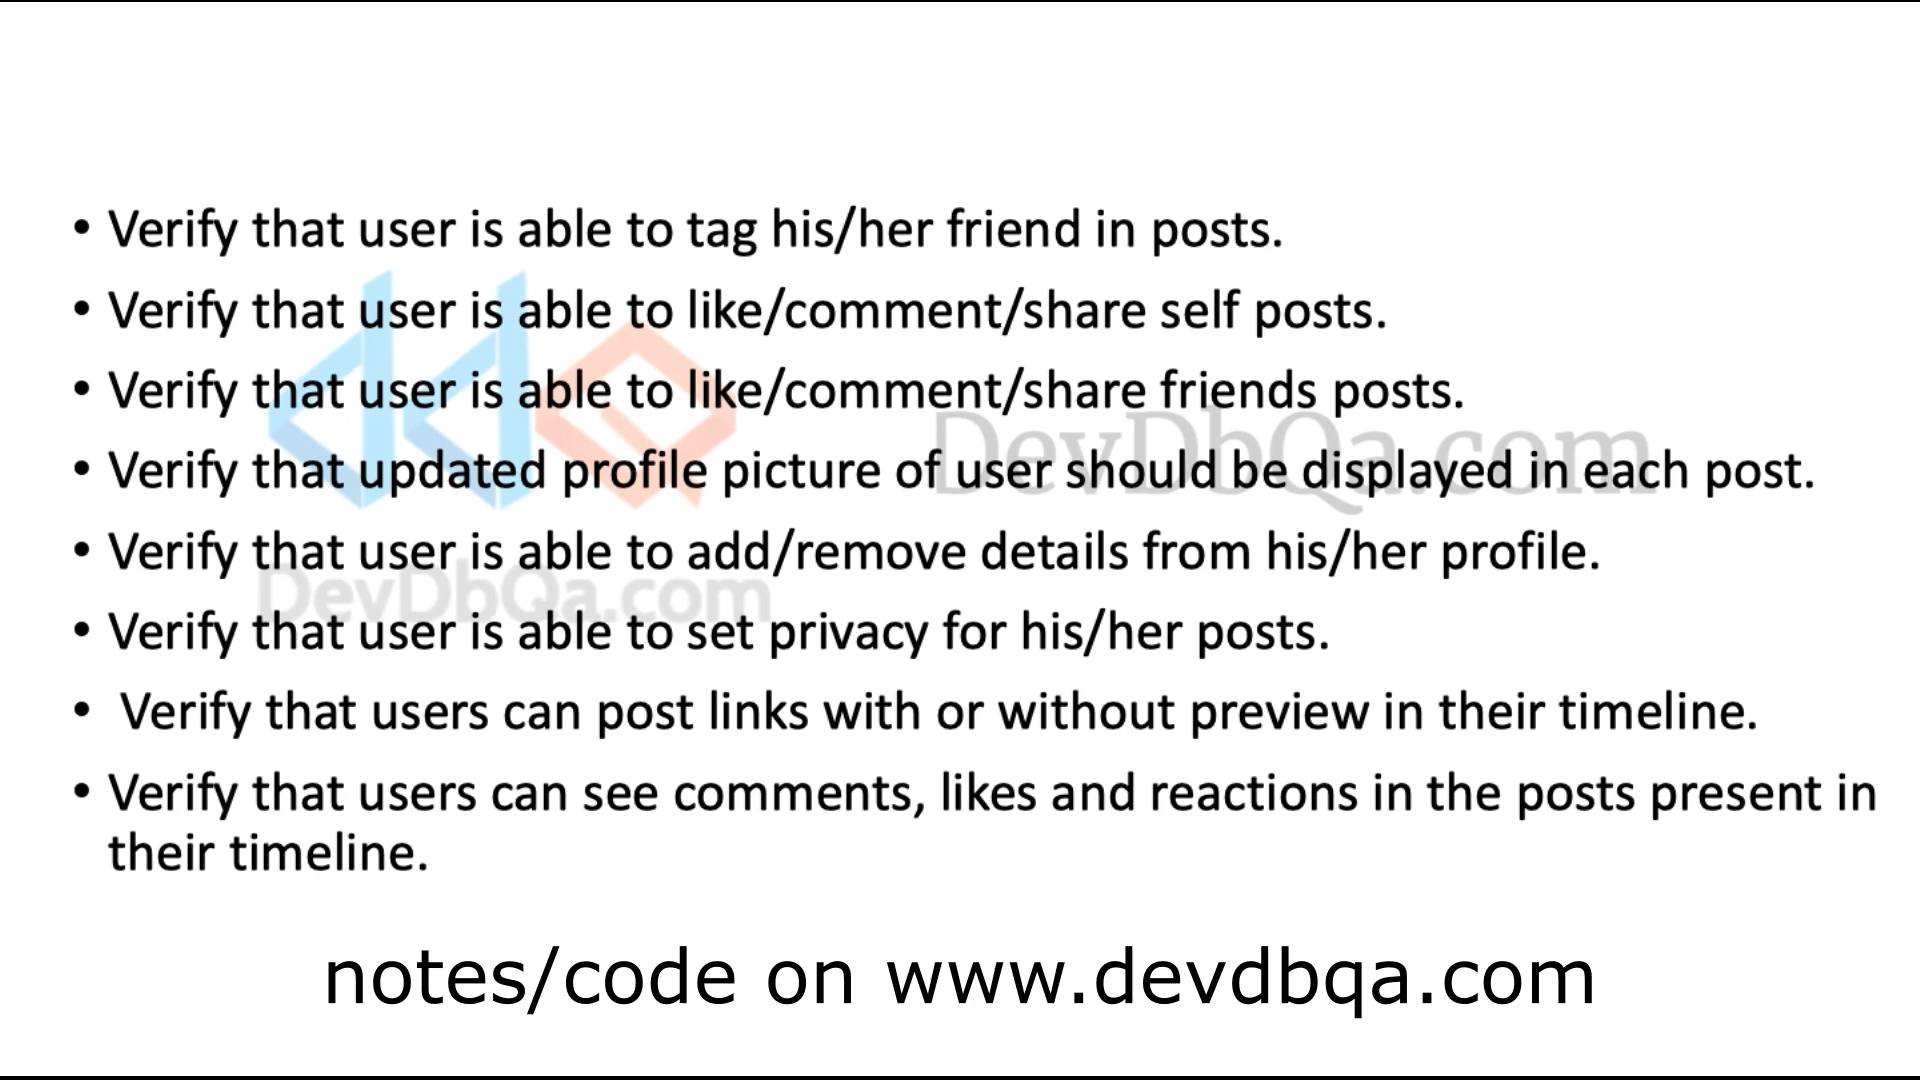 • Verify that user is able to tag his/her friend in posts.
• Verify that user is able to like/comment/share self posts.
• Verify that user is able to like/comment/share friends posts.
• Verify that updated profile picture of user should be displayed in each post.
DevDbQa.com
• Verify that user is able to add/remove details from his/her profile.
DevDbQa.com
• Verify that user is able to set privacy for his/her posts.
• Verify that users can post links with or without preview in their timeline.
• Verify that users can see comments, likes and reactions in the posts present in
their timeline.
notes/code on www.devdbqa.com